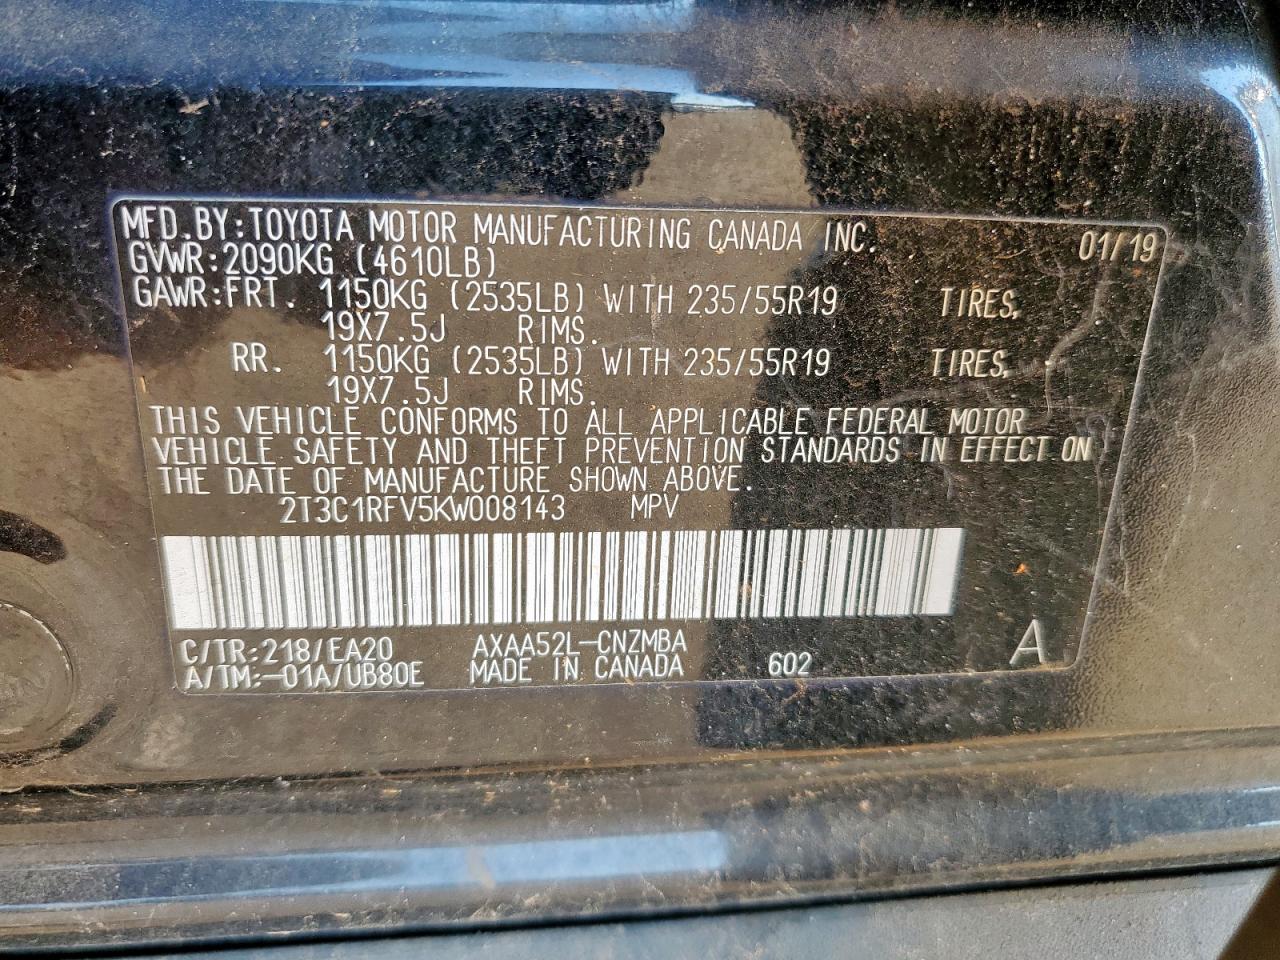 MFD.BY:TOYOTA MOTOR MANUFACTURING CANADA INC. 01/19
GVWR:2090KG (4610LB)
GAWR:FRT. 1150KG (2535LB) WITH 235/55R19 TIRES,
19X7.5J RIMS.
RR. 1150KG (2535LB) WITH 235/55R19 TIRES,
19X7.5J RIMS.
THIS VEHICLE CONFORMS TO ALL APPLICABLE FEDERAL MOTOR
VEHICLE SAFETY AND THEFT PREVENTION STANDARDS IN EFFECT ON
THE DATE OF MANUFACTURE SHOWN ABOVE.
2T3C1RFV5KW008143 MPV
C/TR:218/EA20 AXAA52L-CNZMBA
A/TM:-01A/UB80E MADE IN CANADA 602 A